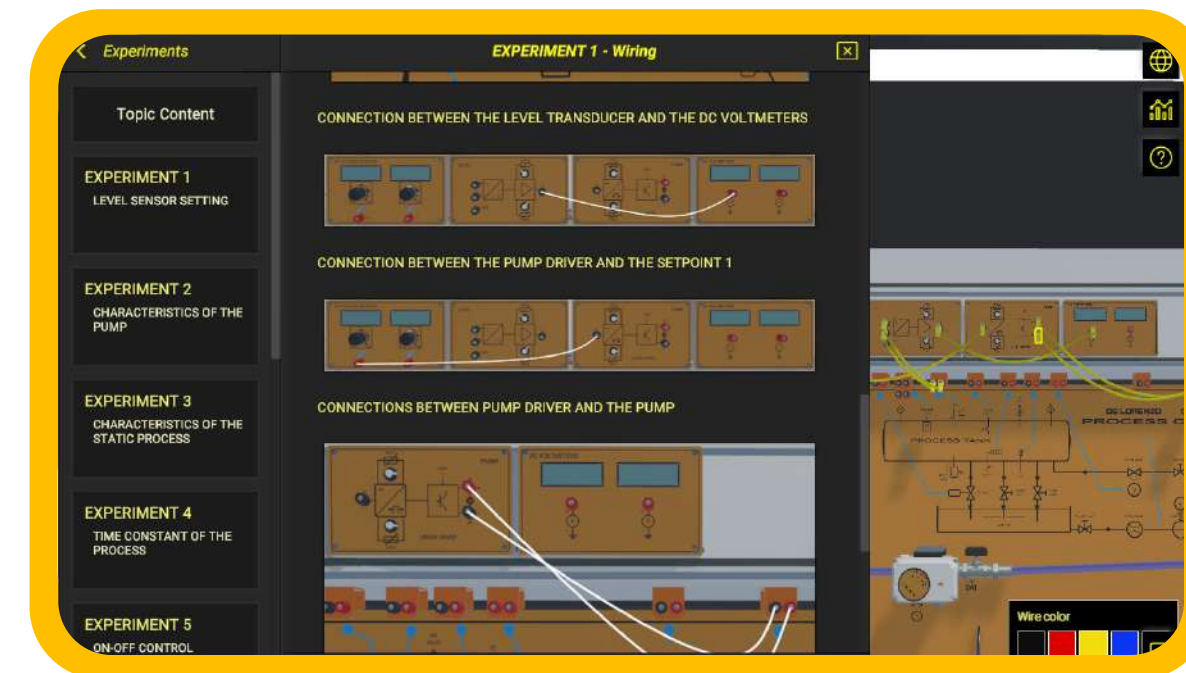 Experiments
EXPERIMENT 1 - Wiring
Topic Content
EXPERIMENT 1
LEVEL SENSOR SETTING
EXPERIMENT 2
CHARACTERISTICS OF THE
PUMP
EXPERIMENT 3
CHARACTERISTICS OF THE
STATIC PROCESS
EXPERIMENT 4
TIME CONSTANT OF THE
PROCESS
EXPERIMENT 5
ON-OFF CONTROL
CONNECTION BETWEEN THE LEVEL TRANSDUCER AND THE DC VOLTMETERS
CONNECTION BETWEEN THE PUMP DRIVER AND THE SETPOINT 1
CONNECTIONS BETWEEN PUMP DRIVER AND THE PUMP
PUMP
DC VOLTMETERS
DE LORENZO
PROCESS C
PROCESS TANK
Wire color